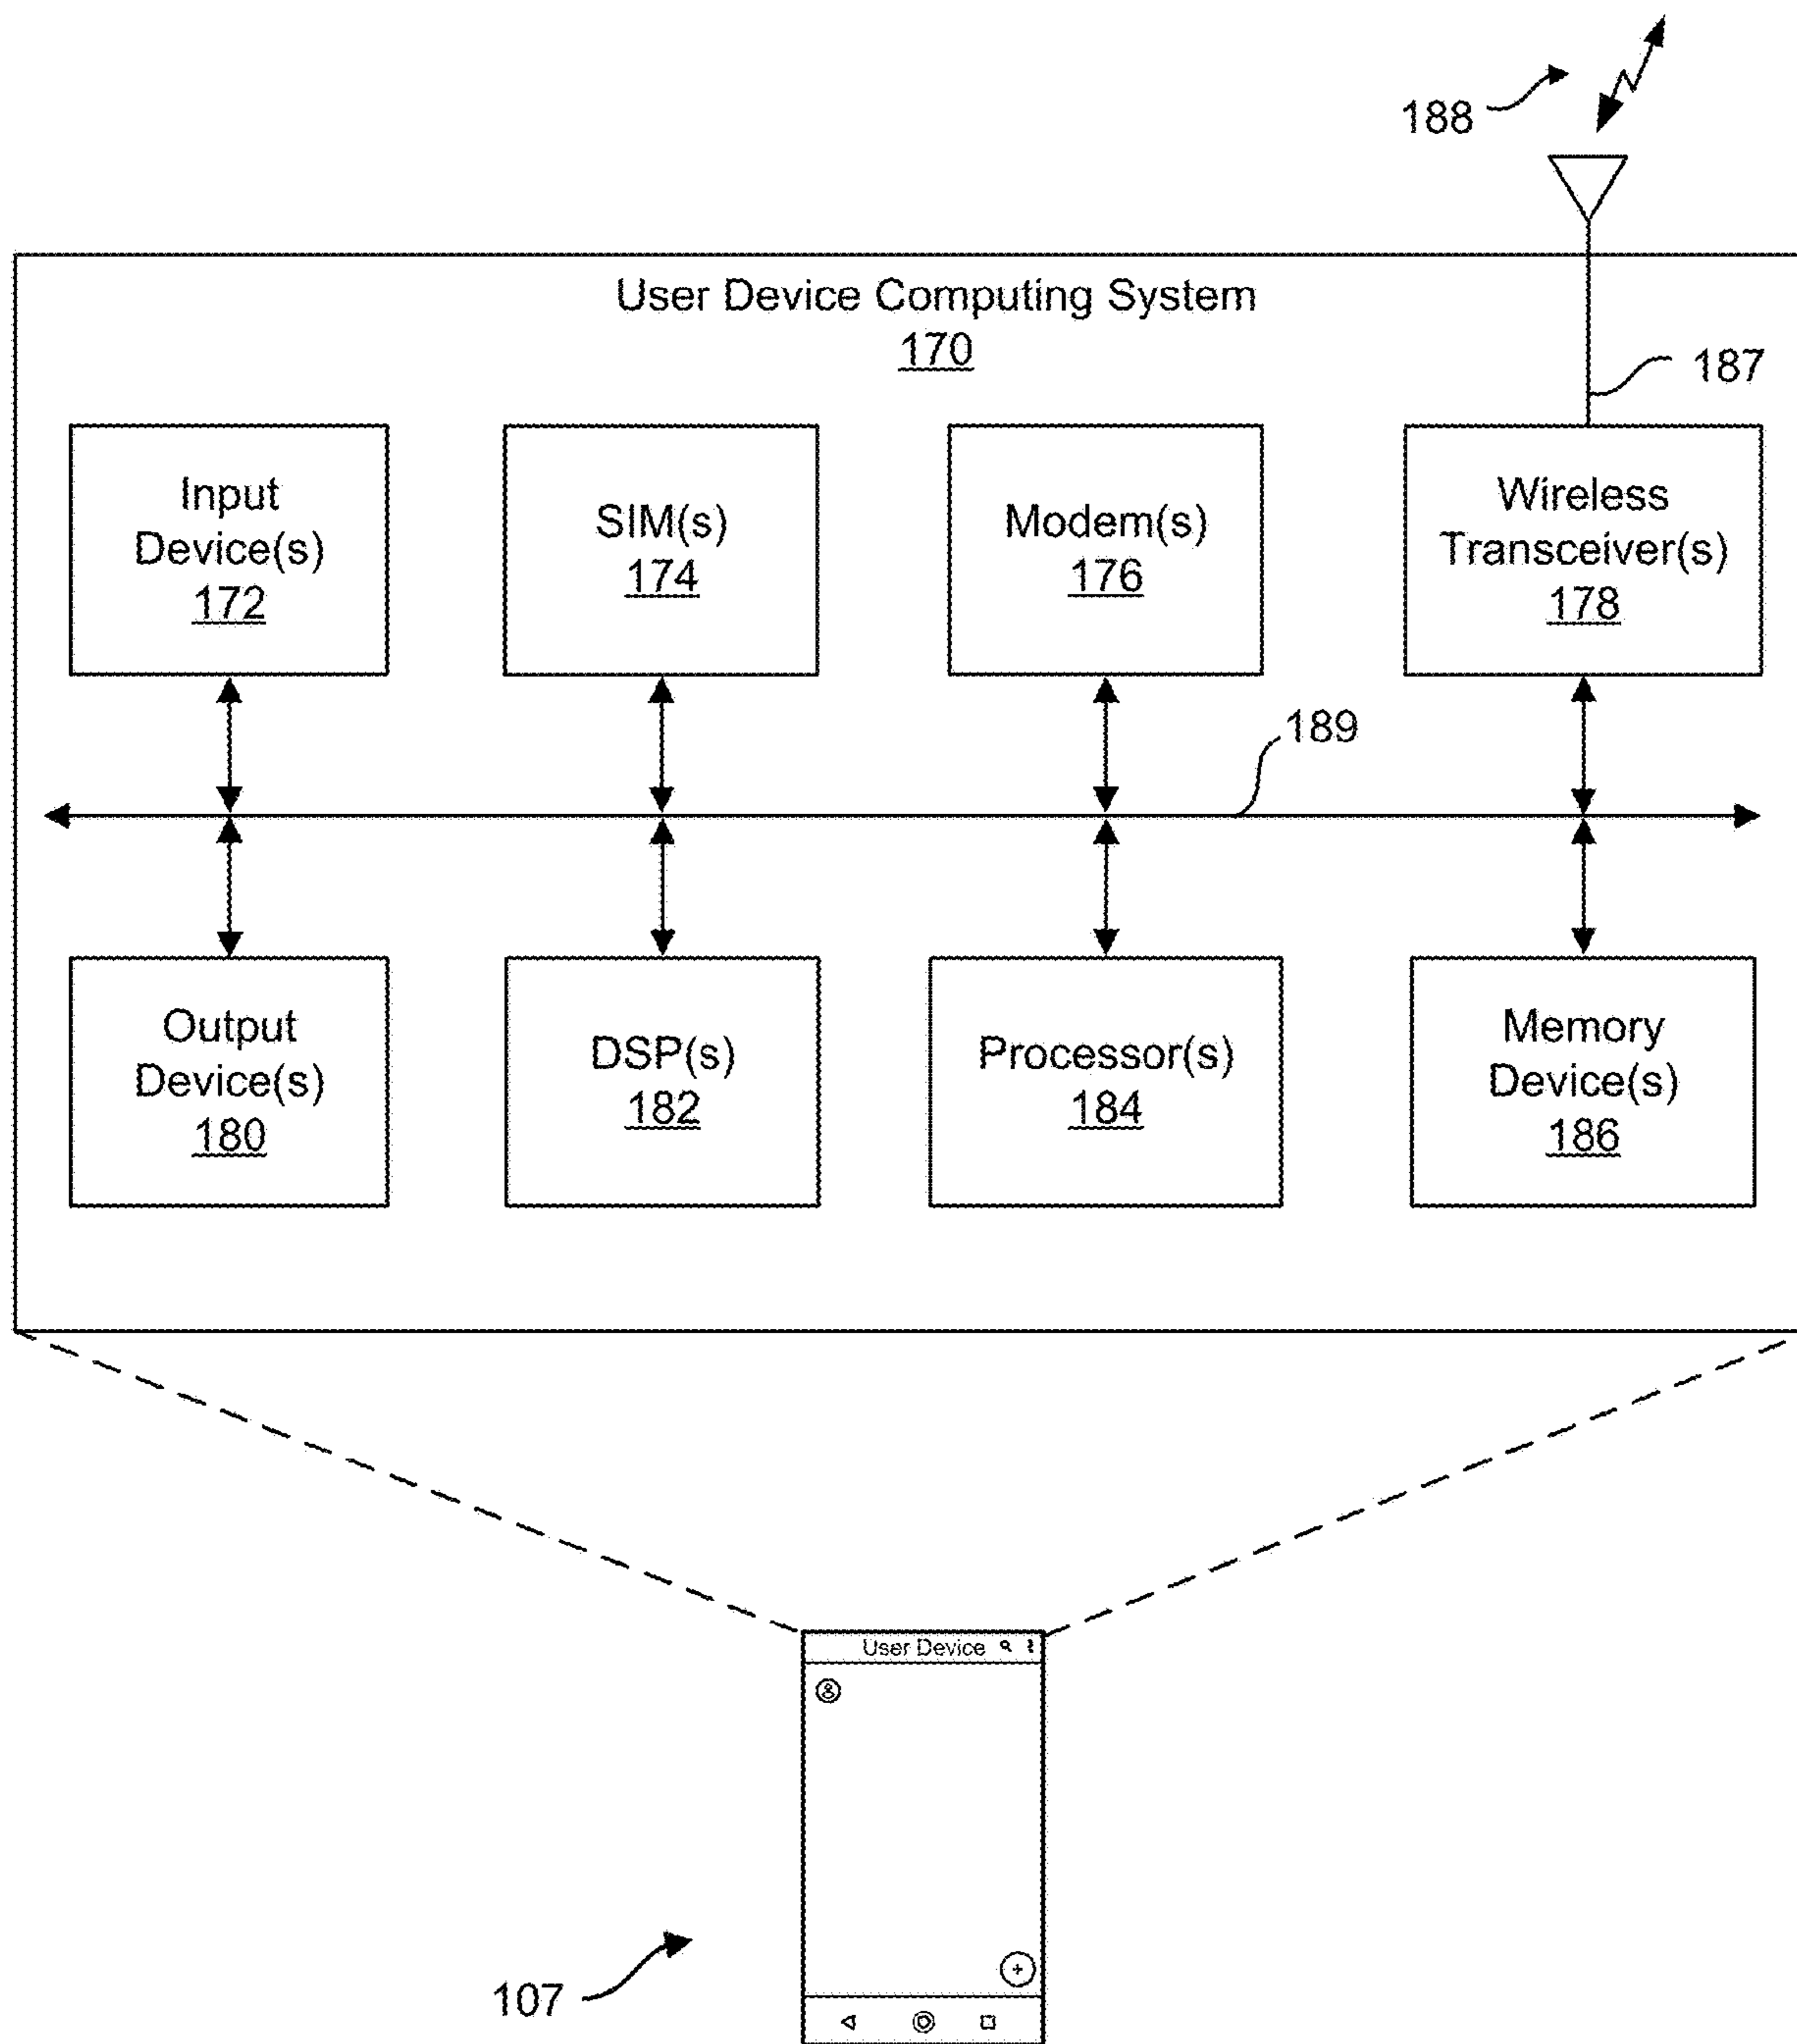 188
User Device Computing System
170
187
Input
Device(s)
172
SIM(s)
174
Modem(s)
176
Wireless
Transceiver(s)
178
189
Output
Device(s)
180
DSP(s)
182
Processor(s)
184
Memory
Device(s)
186
User Device
107